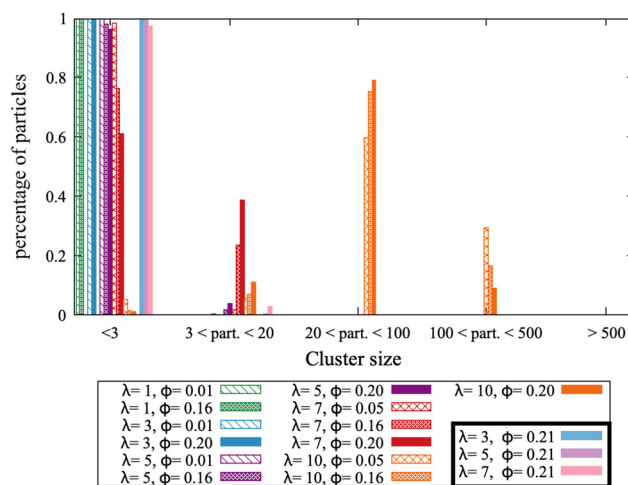 1
0.8
0.6
0.4
0.2
0
percentage of particles
<3
3 < part. < 20
20 < part. < 100
100 < part. < 500
> 500
Cluster size
λ= 1, ϕ= 0.01
λ= 1, ϕ= 0.16
λ= 3, ϕ= 0.01
λ= 3, ϕ= 0.20
λ= 5, ϕ= 0.01
λ= 5, ϕ= 0.16
λ= 5, ϕ= 0.20
λ= 7, ϕ= 0.05
λ= 7, ϕ= 0.16
λ= 7, ϕ= 0.20
λ= 10, ϕ= 0.05
λ= 10, ϕ= 0.16
λ= 10, ϕ= 0.20
λ= 3, ϕ= 0.21
λ= 5, ϕ= 0.21
λ= 7, ϕ= 0.21